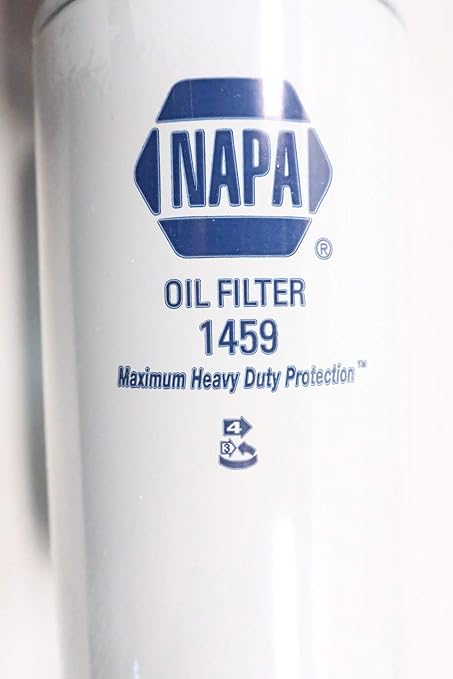 NAPA
®
OIL FILTER
1459
Maximum Heavy Duty Protection™
4
3